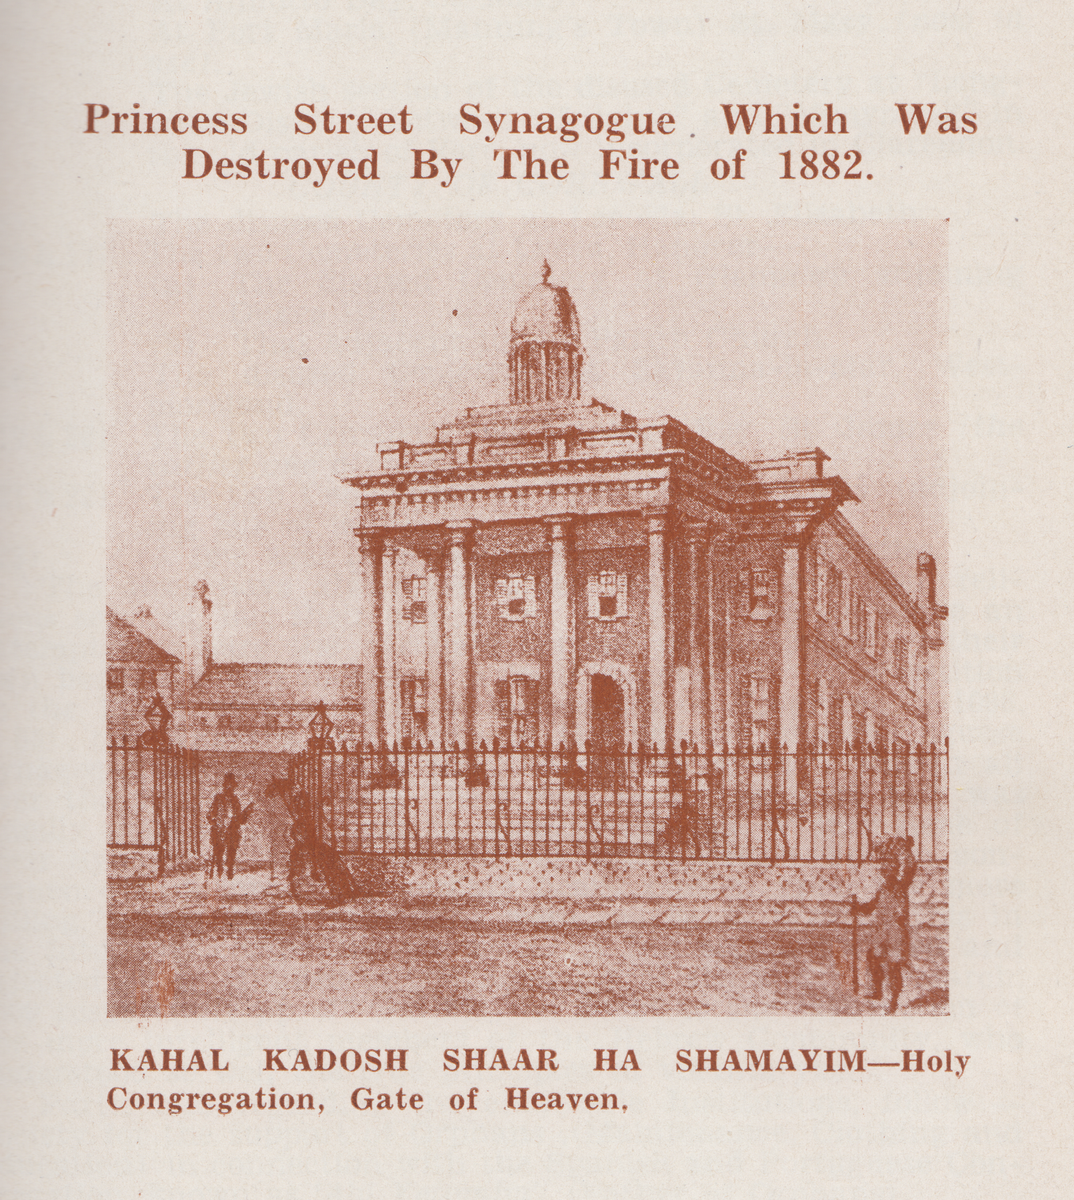 Princess Street Synagogue Which Was
Destroyed By The Fire of 1882.
KAHAL KADOSH SHAAR HA SHAMAYIM—Holy
Congregation, Gate of Heaven.